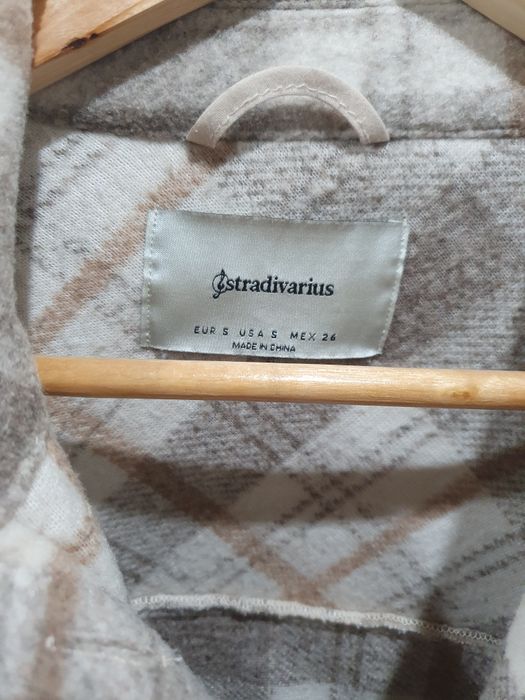 stradivarius
EUR S USA S MEX 26
MADE IN CHINA